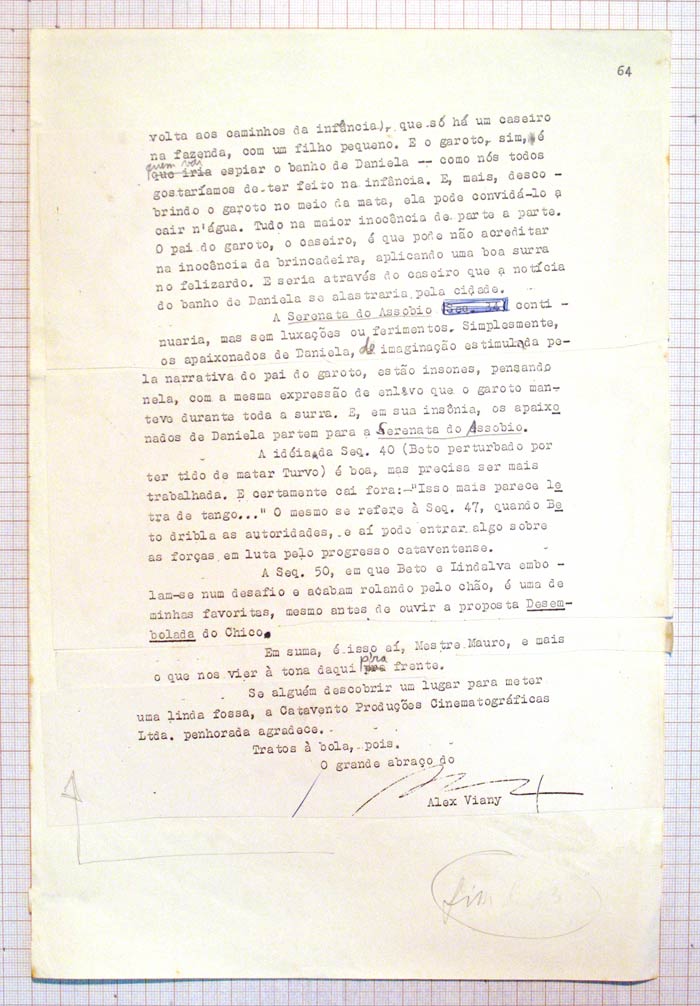 64
volta aos caminhos da infância), que só há um caseiro
na fazenda, com um filho pequeno. E o garoto, sim, é
quem vai
que iria espiar o banho de Daniela -- como nós todos
gostaríamos de ter feito na infância. E, mais, desco -
brindo o garoto no meio da mata, ela pode convidá-lo a
cair n'água. Tudo na maior inocência de parte a parte.
O pai do garoto, o caseiro, é que pode não acreditar
na inocência da brincadeira, aplicando uma boa surra
no felizardo. E seria através do caseiro que a notícia
do banho de Daniela se alastraria pela cidade.
A Serenata do Assobio conti -
nuaria, mas sem luxações ou ferimentos. Simplesmente,
os apaixonados de Daniela, de imaginação estimulada pe-
la narrativa do pai do garoto, estão insones, pensando
nela, com a mesma expressão de enlêvo que o garoto man-
teve durante toda a surra. E, em sua insônia, os apaixo
nados de Daniela partem para a Serenata do Assobio.
A idéia da Seq. 40 (Beto perturbado por
ter tido de matar Turvo) é boa, mas precisa ser mais
trabalhada. E certamente cai fora:-"Isso mais parece le
tra de tango..." O mesmo se refere à Seq. 47, quando Be
to dribla as autoridades, e aí pode entrar algo sobre
as forças em luta pelo progresso cataventense.
A Seq. 50, em que Beto e Lindalva embo -
lam-se num desafio e acabam rolando pelo chão, é uma de
minhas favoritas, mesmo antes de ouvir a proposta Desem-
bolada do Chico.
Em suma, é isso aí, Mestre Mauro, e mais
o que nos vier à tona daqui pra frente.
Se alguém descobrir um lugar para meter
uma linda fossa, a Catavento Produções Cinematográficas
Ltda. penhorada agradece.
Tratos à bola, pois.
O grande abraço do
Alex Viany
fim